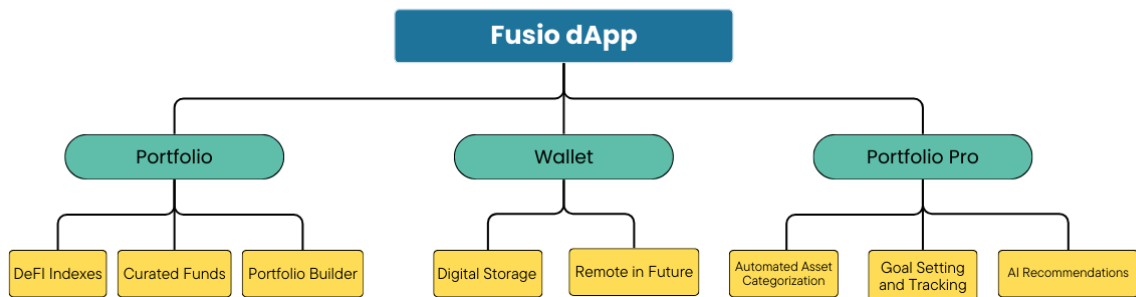 Fusio dApp
Portfolio
Wallet
Portfolio Pro
DeFI Indexes
Curated Funds
Portfolio Builder
Digital Storage
Remote in Future
Automated Asset
Categorization
Goal Setting
and Tracking
AI Recommendations